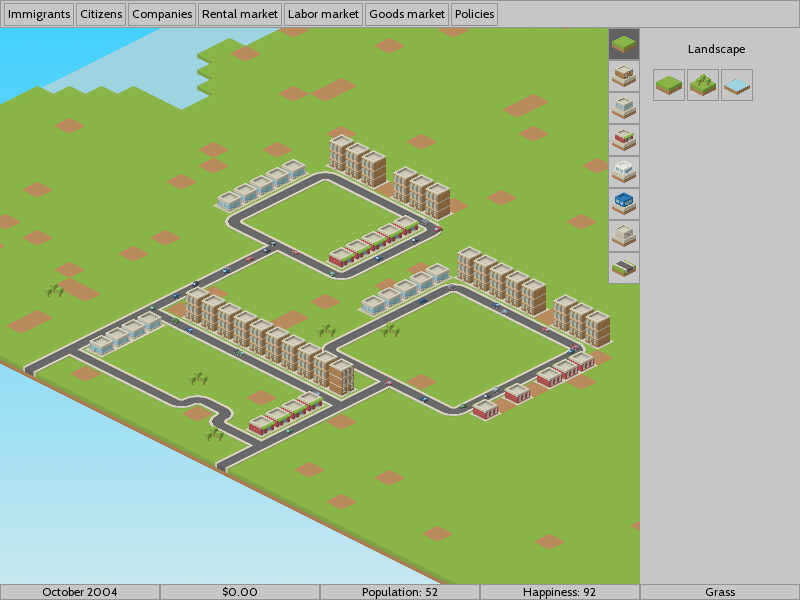 Immigrants Citizens Companies Rental market Labor market Goods market Policies
Landscape
October 2004 $0.00 Population: 52 Happiness: 92 Grass